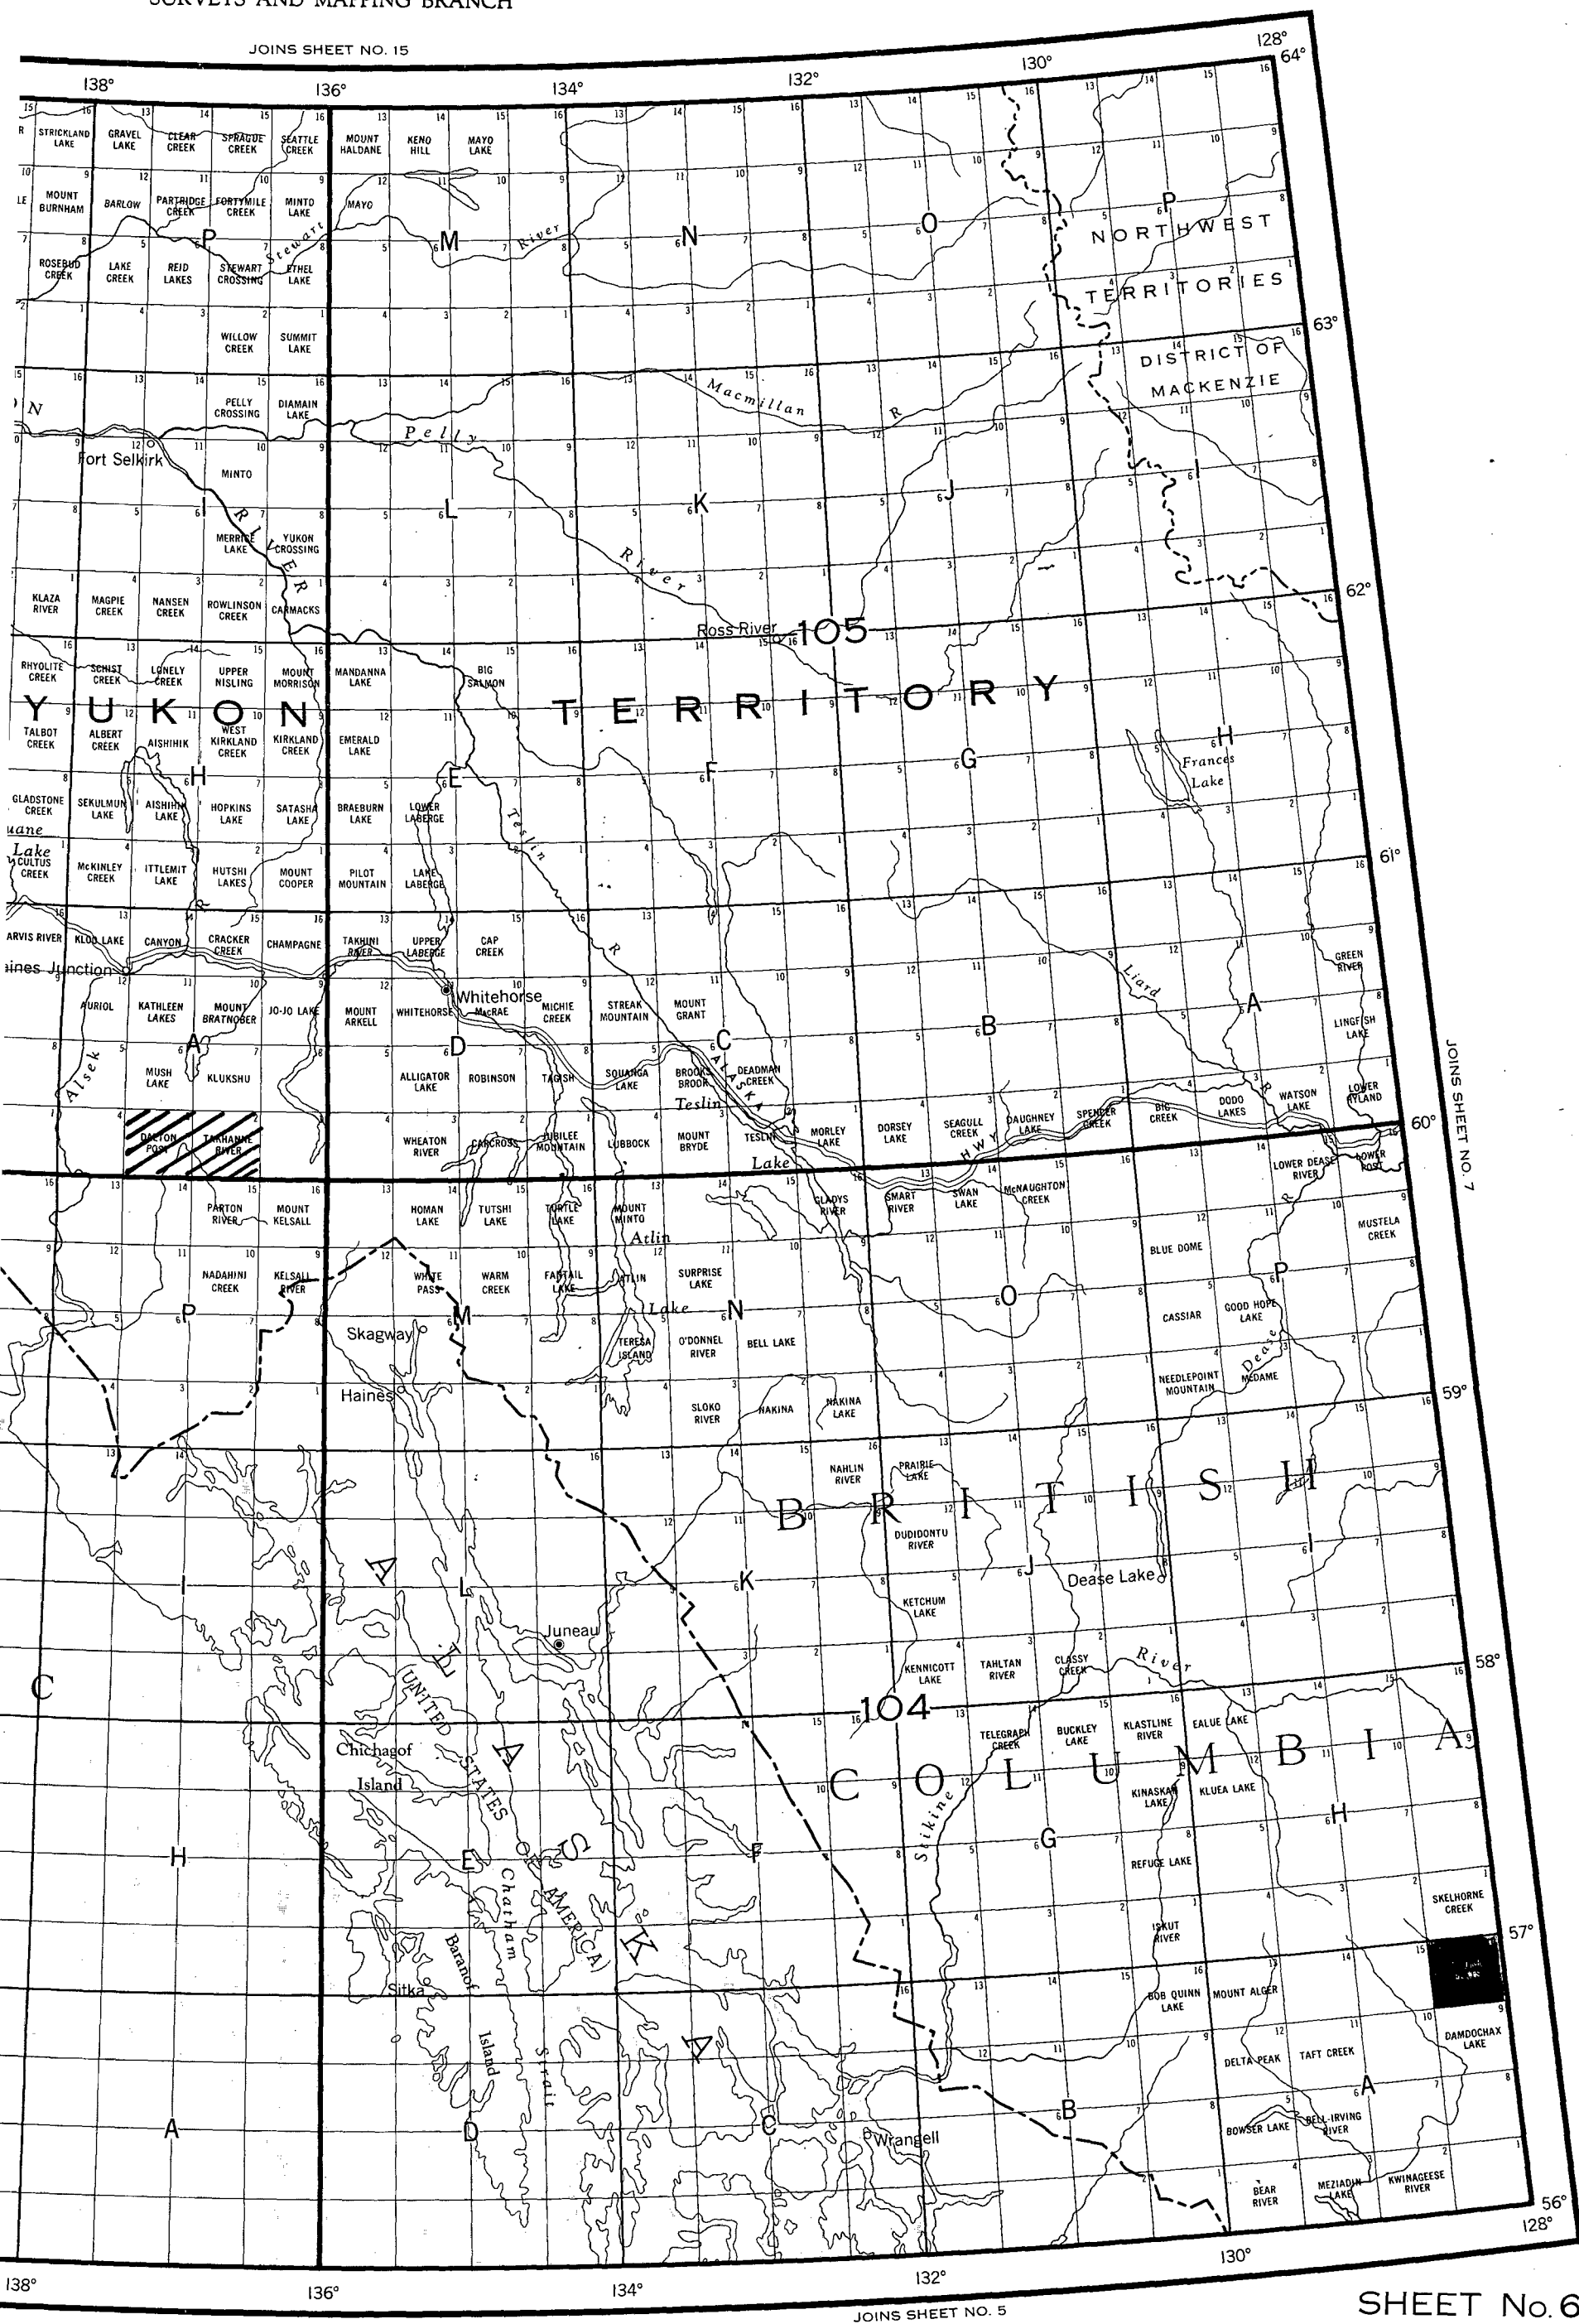 SURVEYS AND MAPPING BRANCH
JOINS SHEET NO. 15
138° 136° 134° 132° 130° 128°
64°
STRICKLAND LAKE
GRAVEL LAKE
CLEAR CREEK
SPRAGUE CREEK
SEATTLE CREEK
MOUNT HALDANE
KENO HILL
MAYO LAKE
MOUNT BURNHAM
BARLOW
PARTRIDGE CREEK
FORTYMILE CREEK
MINTO LAKE
MAYO
P
Stewart
M
River
N
O
P
NORTHWEST
TERRITORIES
ROSEBUD CREEK
LAKE CREEK
REID LAKES
STEWART CROSSING
ETHEL LAKE
WILLOW CREEK
SUMMIT LAKE
63°
DISTRICT OF
MACKENZIE
PELLY CROSSING
DIAMAIN LAKE
Macmillan
R
Pelly
Fort Selkirk
MINTO
I
L
K
J
I
RIVER
MERRICE LAKE
YUKON CROSSING
River
KLAZA RIVER
MAGPIE CREEK
NANSEN CREEK
ROWLINSON CREEK
CARMACKS
62°
Ross River
105
RHYOLITE CREEK
SCHIST CREEK
LONELY CREEK
UPPER NISLING
MOUNT MORRISON
MANDANNA LAKE
BIG SALMON
YUKON TERRITORY
TALBOT CREEK
ALBERT CREEK
AISHIHIK
WEST KIRKLAND CREEK
KIRKLAND CREEK
EMERALD LAKE
H
E
F
G
H
Frances Lake
GLADSTONE CREEK
SEKULMUN LAKE
AISHIHIK LAKE
HOPKINS LAKE
SATASHA LAKE
BRAEBURN LAKE
LOWER LABERGE
Teslin
uane
Lake
CULTUS CREEK
McKINLEY CREEK
ITTLEMIT LAKE
HUTSHI LAKES
MOUNT COOPER
PILOT MOUNTAIN
LAKE LABERGE
61°
R
ARVIS RIVER
KLOO LAKE
CANYON
CRACKER CREEK
CHAMPAGNE
TAKHINI RIVER
UPPER LABERGE
CAP CREEK
R
GREEN RIVER
aines Junction
Liard
AURIOL
KATHLEEN LAKES
MOUNT BRATNOBER
JO-JO LAKE
MOUNT ARKELL
WHITEHORSE
Whitehorse
MacRAE
MICHIE CREEK
STREAK MOUNTAIN
MOUNT GRANT
A
D
C
B
A
LINGFISH LAKE
JOINS SHEET NO. 7
Alsek
MUSH LAKE
KLUKSHU
ALLIGATOR LAKE
ROBINSON
TAGISH
SQUANGA LAKE
BROOKS BROOK
DEADMAN CREEK
ALASKA
HWY
Teslin
Lake
R
DALTON POST
TAKHANNE RIVER
WHEATON RIVER
CARCROSS
JUBILEE MOUNTAIN
LUBBOCK
MOUNT BRYDE
TESLIN
MORLEY LAKE
DORSEY LAKE
SEAGULL CREEK
DAUGHNEY LAKE
SPENCER CREEK
BIG CREEK
DODO LAKES
WATSON LAKE
LOWER HYLAND
60°
PARTON RIVER
MOUNT KELSALL
HOMAN LAKE
TUTSHI LAKE
TURTLE LAKE
MOUNT MINTO
GLADYS RIVER
SMART RIVER
SWAN LAKE
McNAUGHTON CREEK
LOWER DEASE RIVER
LOWER POST
Atlin
R
MUSTELA CREEK
BLUE DOME
NADAHINI CREEK
KELSALL RIVER
WHITE PASS
WARM CREEK
FANTAIL LAKE
ATLIN
SURPRISE LAKE
P
M
Lake
N
O
P
Skagway
TERESA ISLAND
O'DONNEL RIVER
BELL LAKE
CASSIAR
GOOD HOPE LAKE
Dease
Haines
NEEDLEPOINT MOUNTAIN
McDAME
SLOKO RIVER
NAKINA
NAKINA LAKE
59°
NAHLIN RIVER
PRAIRIE LAKE
BRITISH
DUDIDONTU RIVER
I
L
K
J
I
Dease Lake
KETCHUM LAKE
Juneau
KENNICOTT LAKE
TAHLTAN RIVER
CLASSY CREEK
River
58°
C
104
ALASKA
(UNITED STATES OF AMERICA)
TELEGRAPH CREEK
BUCKLEY LAKE
KLASTLINE RIVER
EALUE LAKE
Chichagof
Island
COLUMBIA
KINASKAN LAKE
KLUEA LAKE
Stikine
H
E
F
G
H
REFUGE LAKE
Chatham
Strait
SKELHORNE CREEK
ISKUT RIVER
57°
Baranof
Island
Sitka
BOB QUINN LAKE
MOUNT ALGER
DAMDOCHAX LAKE
DELTA PEAK
TAFT CREEK
A
D
C
B
A
Wrangell
BOWSER LAKE
BELL-IRVING RIVER
BEAR RIVER
MEZIADIN LAKE
KWINAGEESE RIVER
56°
128°
138° 136° 134° 132° 130°
JOINS SHEET NO. 5
SHEET No. 6